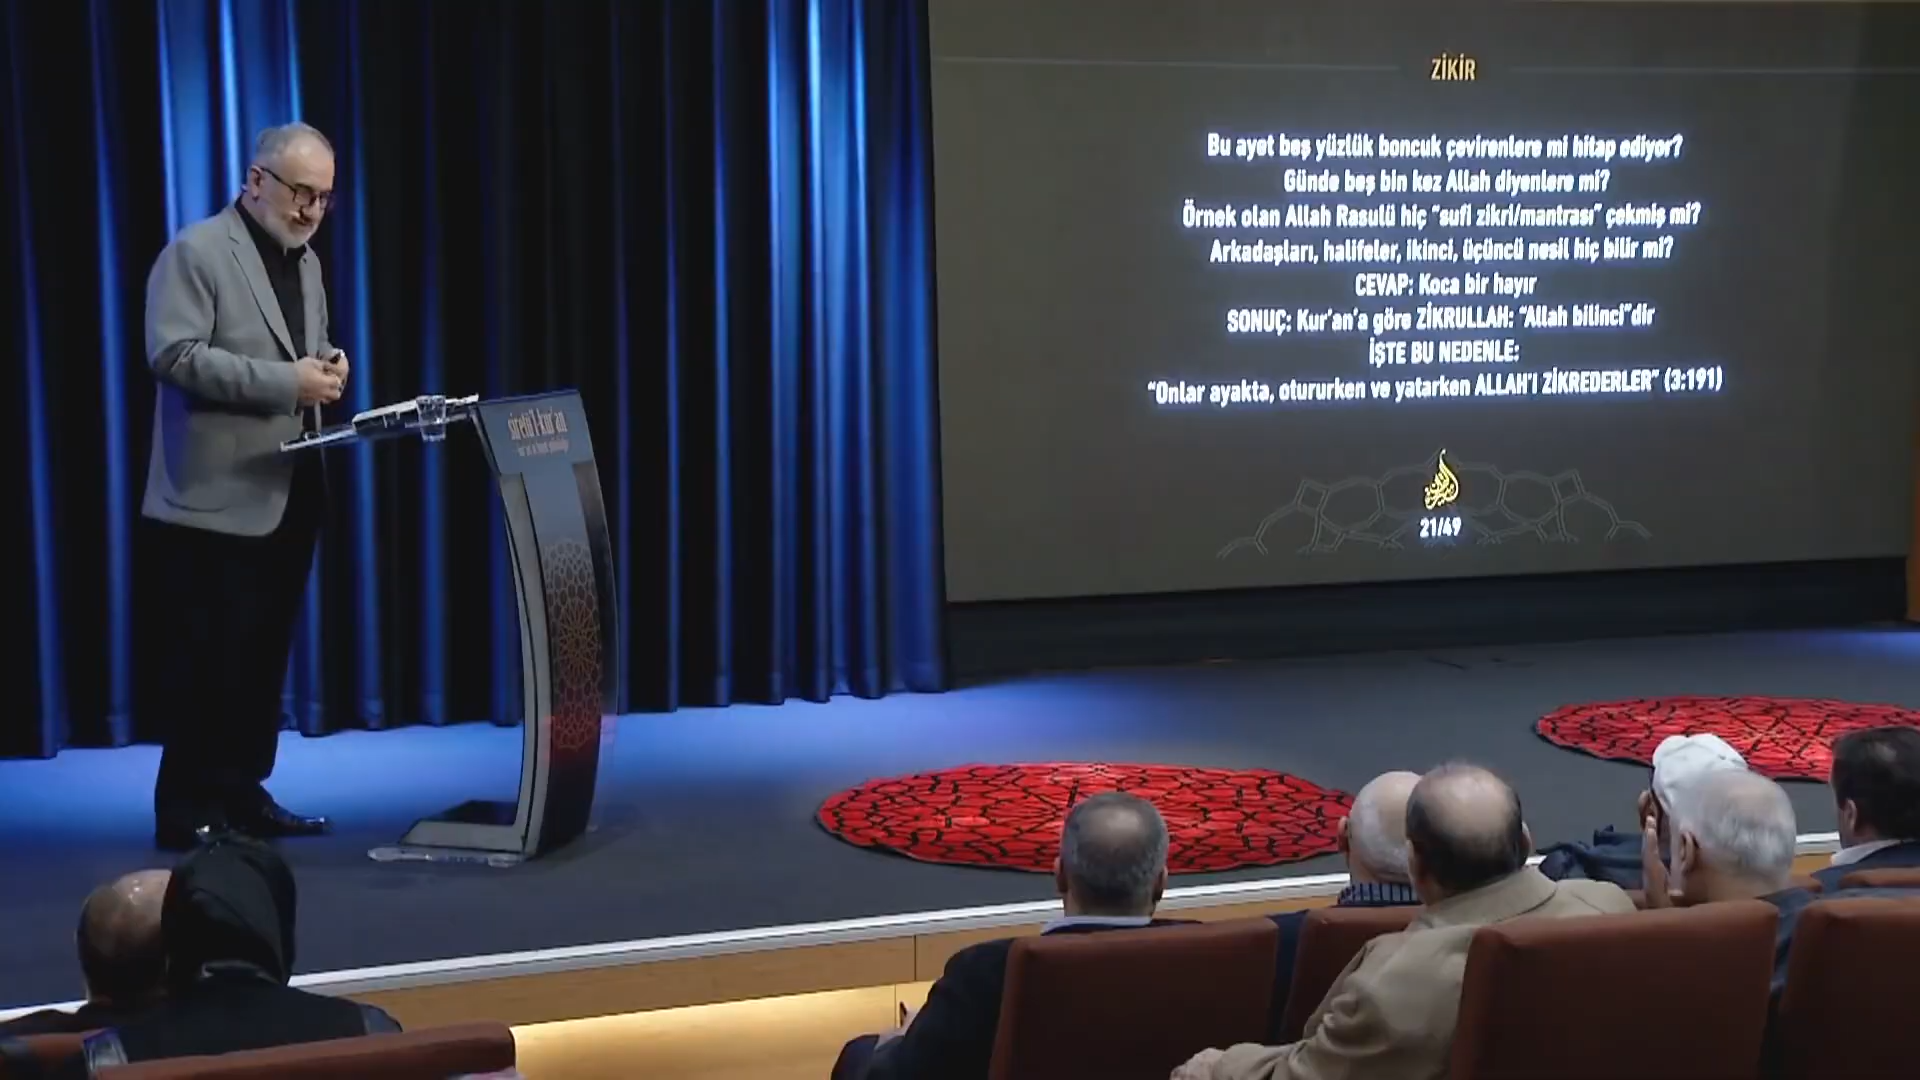 ZİKİR
Bu ayet beş yüzlük boncuk çevirenlere mi hitap ediyor?
Günde beş bin kez Allah diyenlere mi?
Örnek olan Allah Rasulü hiç “sufi zikri/mantrası” çekmiş mi?
Arkadaşları, halifeler, ikinci, üçüncü nesil hiç bilir mi?
CEVAP: Koca bir hayır
SONUÇ: Kur’an’a göre ZİKRULLAH: “Allah bilinci”dir
İŞTE BU NEDENLE:
“Onlar ayakta, otururken ve yatarken ALLAH’I ZİKREDERLER” (3:191)
21/49
siretü'l-kur'an